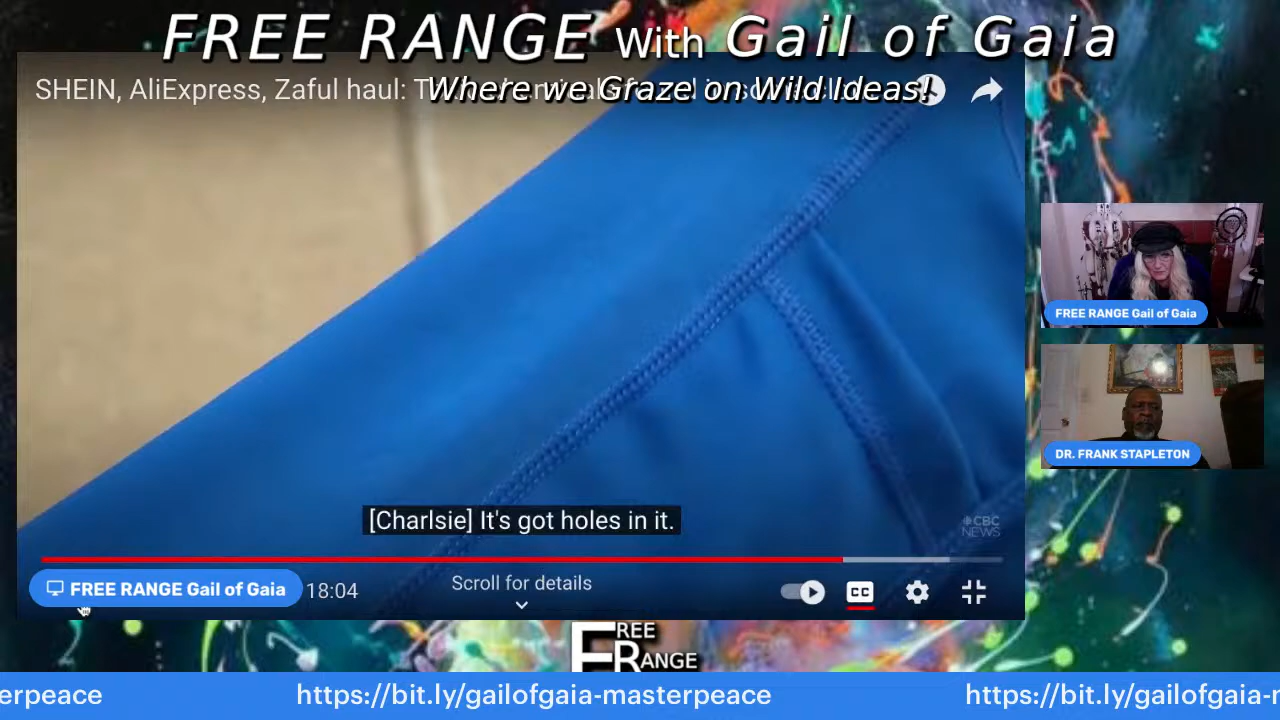 FREE RANGE With Gail of Gaia
SHEIN, AliExpress, Zaful haul:
Where we Graze on Wild Ideas!
FREE RANGE Gail of Gaia
DR. FRANK STAPLETON
[Charlsie] It's got holes in it.
CBC
NEWS
Scroll for details
FREE RANGE Gail of Gaia
18:04
CC
FREE
RANGE
erpeace
https://bit.ly/gailofgaia-masterpeace
https://bit.ly/gailofgaia-